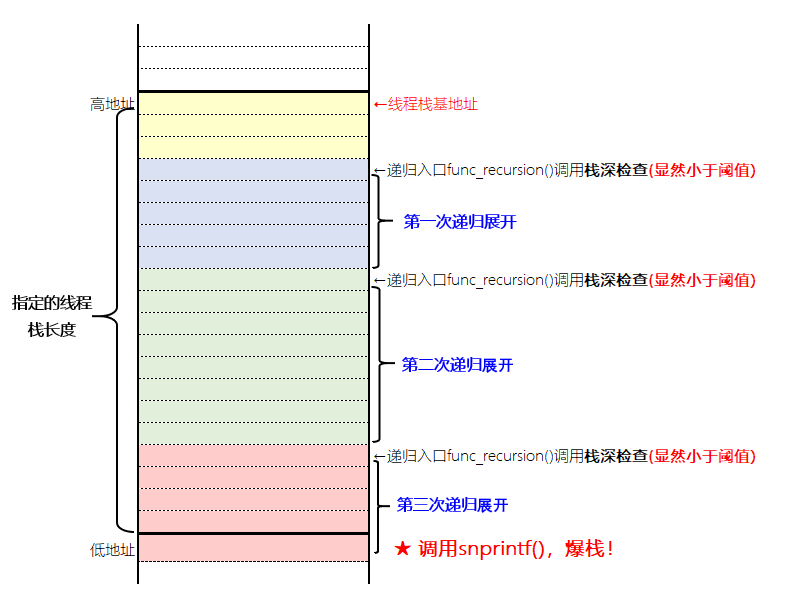 高地址
←线程栈基地址
←递归入口func_recursion()调用栈深检查(显然小于阈值)
第一次递归展开
←递归入口func_recursion()调用栈深检查(显然小于阈值)
指定的线程
栈长度
第二次递归展开
←递归入口func_recursion()调用栈深检查(显然小于阈值)
第三次递归展开
低地址
★ 调用snprintf()，爆栈！